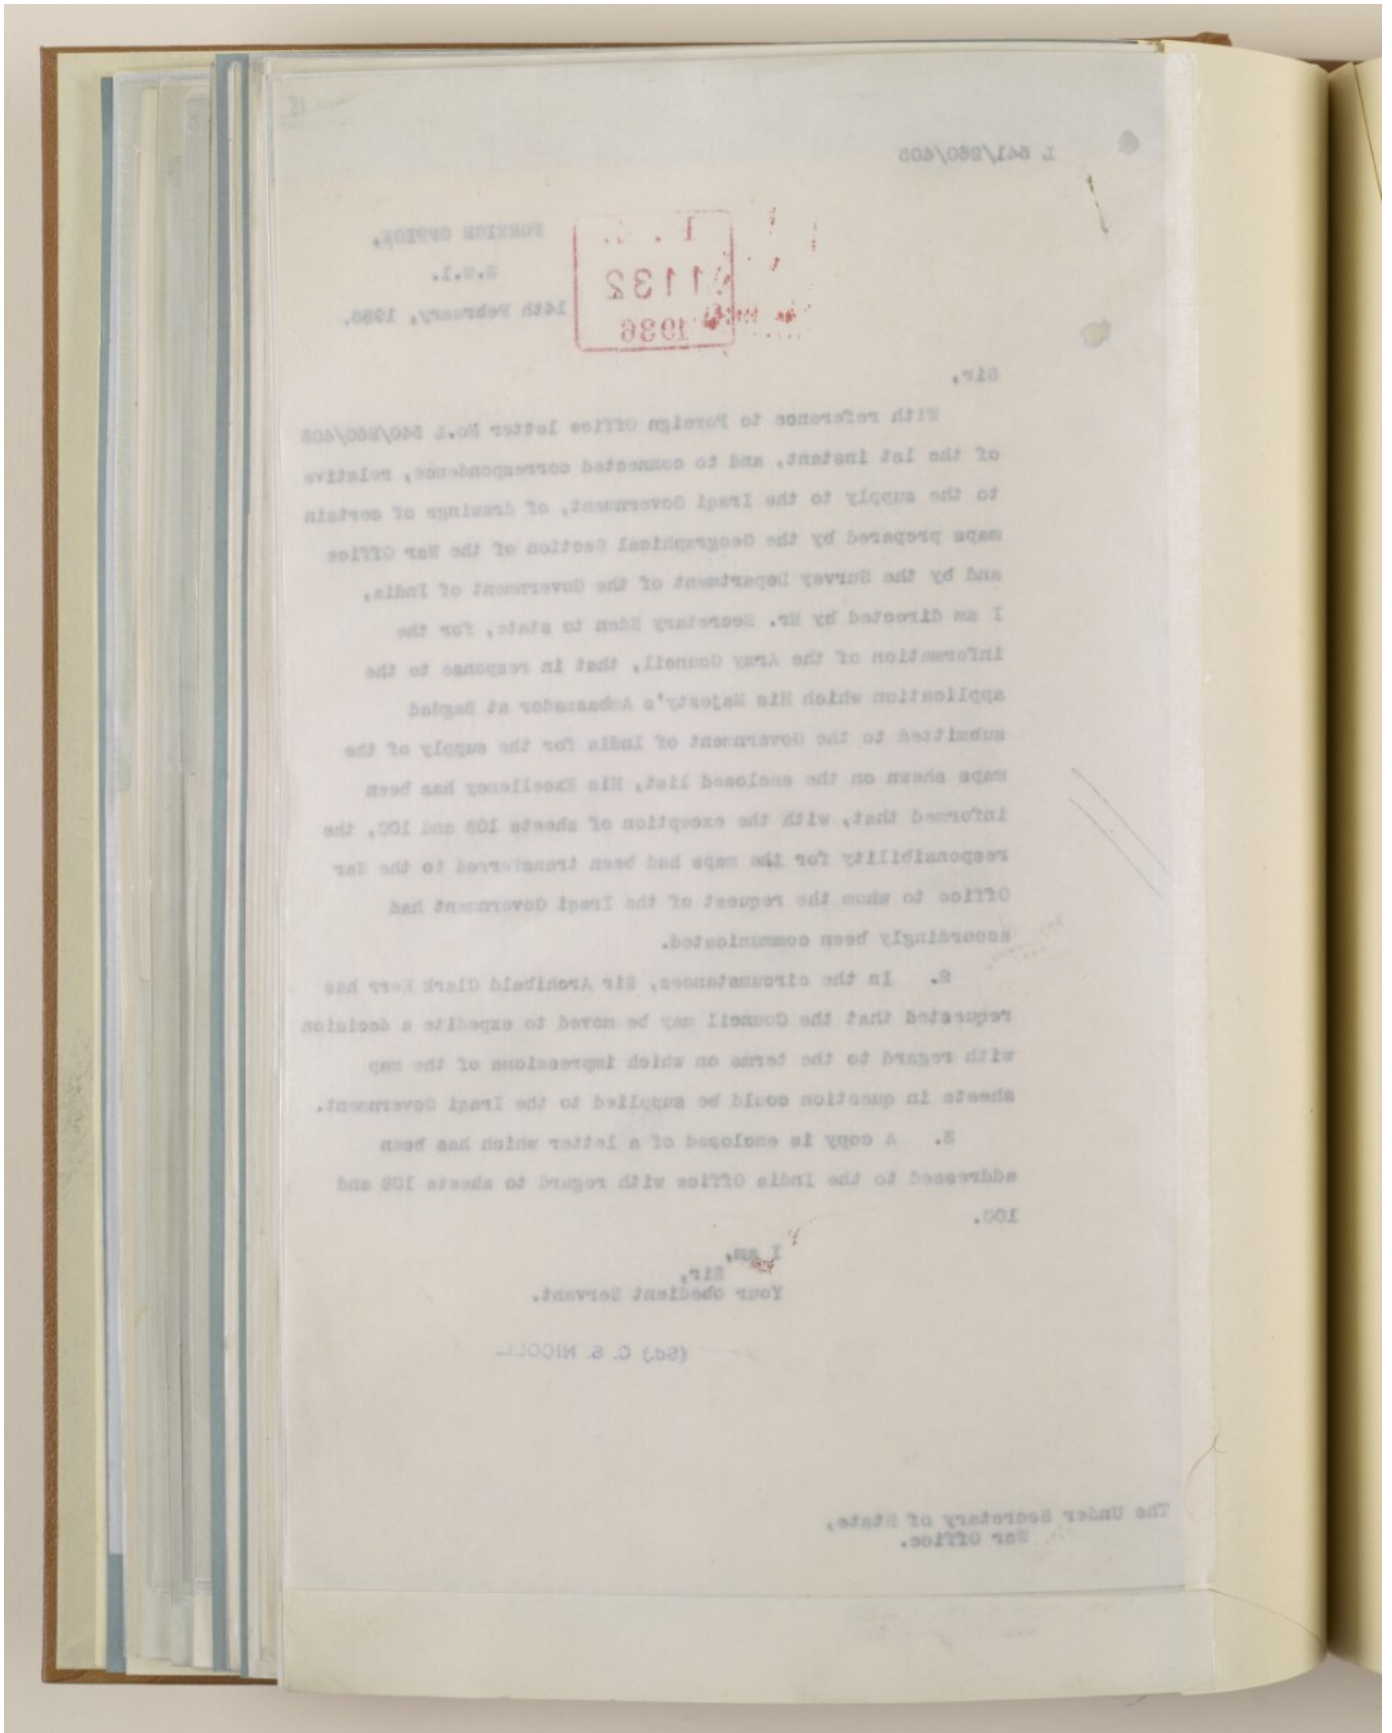 L 541/260/405
FOREIGN OFFICE,
S.W.1.
14th February, 1936.
1132
1936
Sir,
With reference to Foreign Office letter No.L 540/260/405
of the 1st instant, and to connected correspondence, relative
to the supply to the Iraqi Government, of drawings of certain
maps prepared by the Geographical Section of the War Office
and by the Survey Department of the Government of India,
I am directed by Mr. Secretary Eden to state, for the
information of the Army Council, that in response to the
application which His Majesty's Ambassador at Bagdad
submitted to the Government of India for the supply of the
maps shewn on the enclosed list, His Excellency has been
informed that, with the exception of sheets 10B and 10C, the
responsibility for the maps had been transferred to the War
Office to whom the request of the Iraqi Government had
accordingly been communicated.
2. In the circumstances, Sir Archibald Clark Kerr has
requested that the Council may be moved to expedite a decision
with regard to the terms on which impressions of the map
sheets in question could be supplied to the Iraqi Government.
3. A copy is enclosed of a letter which has been
addressed to the India Office with regard to sheets 10B and
10C.
I am,
Sir,
Your obedient Servant.
(Sd.) C. S. NICOLL
The Under Secretary of State,
War Office.